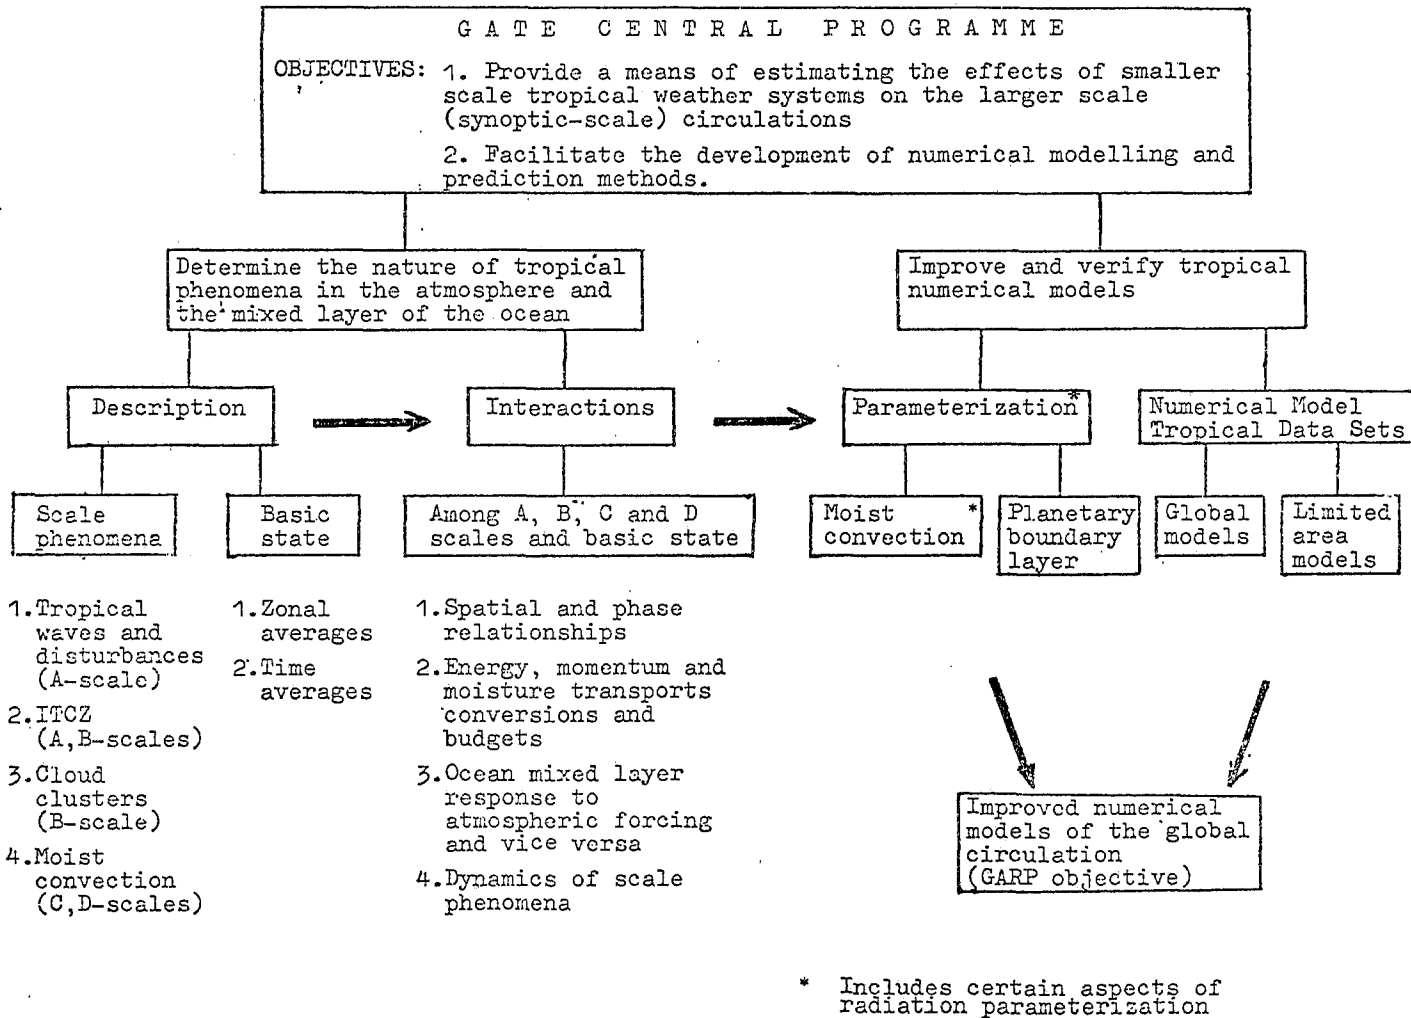 GATE CENTRAL PROGRAMME
OBJECTIVES: 1. Provide a means of estimating the effects of smaller
scale tropical weather systems on the larger scale
(synoptic-scale) circulations
2. Facilitate the development of numerical modelling and
prediction methods.
Determine the nature of tropical
phenomena in the atmosphere and
the mixed layer of the ocean
Improve and verify tropical
numerical models
Description
Interactions
Parameterization*
Numerical Model
Tropical Data Sets
Scale
phenomena
Basic
state
Among A, B, C and D
scales and basic state
Moist *
convection
Planetary
boundary
layer
Global
models
Limited
area
models
1. Tropical
waves and
disturbances
(A-scale)
2. ITCZ
(A,B-scales)
3. Cloud
clusters
(B-scale)
4. Moist
convection
(C,D-scales)
1. Zonal
averages
2. Time
averages
1. Spatial and phase
relationships
2. Energy, momentum and
moisture transports
conversions and
budgets
3. Ocean mixed layer
response to
atmospheric forcing
and vice versa
4. Dynamics of scale
phenomena
Improved numerical
models of the global
circulation
(GARP objective)
* Includes certain aspects of
radiation parameterization